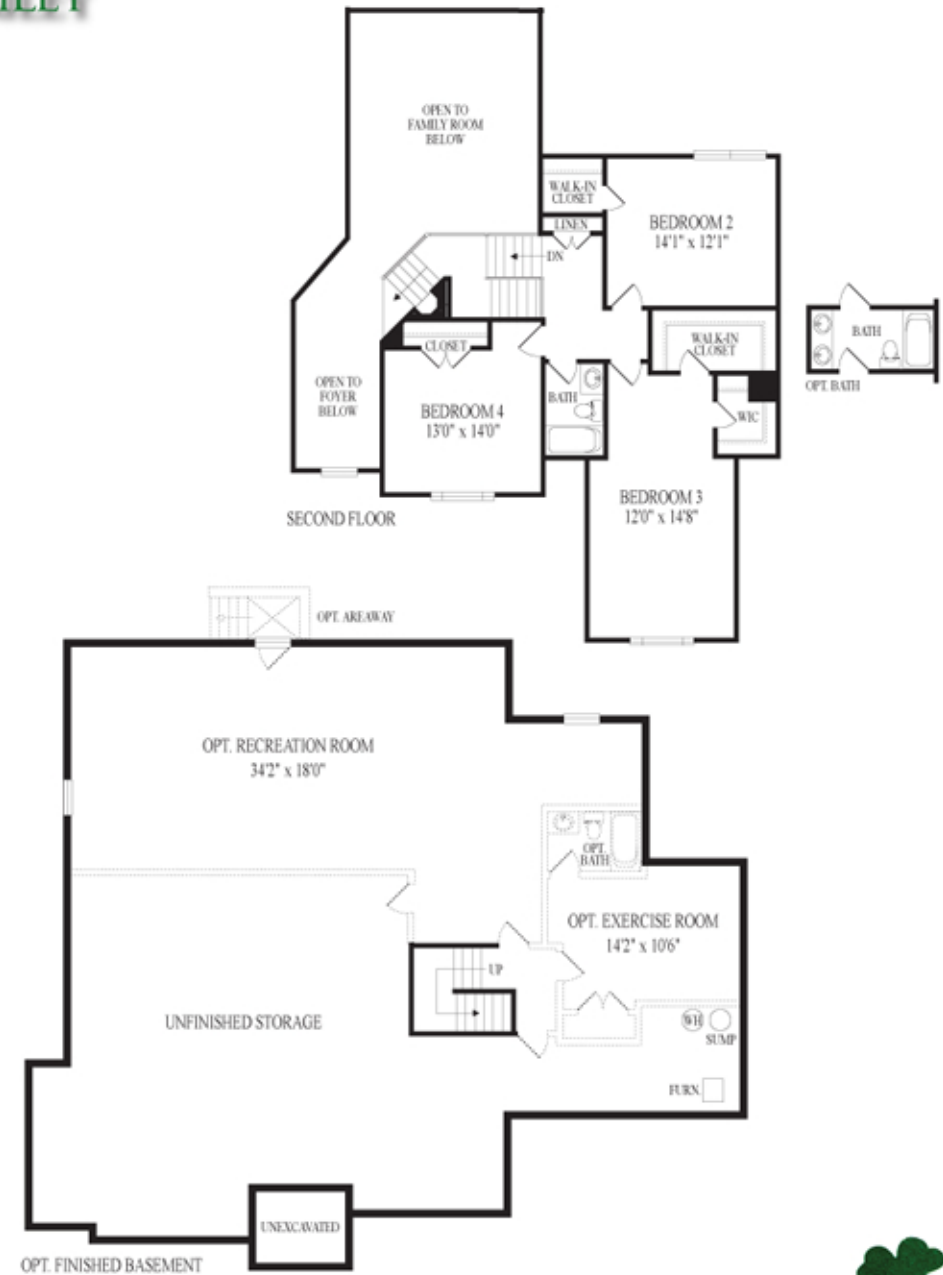 OPEN TO
FAMILY ROOM
BELOW
WALK-IN
CLOSET
LINEN
BEDROOM 2
14'1" x 12'1"
DN
BATH
OPT. BATH
WALK-IN
CLOSET
CLOSET
OPEN TO
FOYER
BELOW
BEDROOM 4
13'0" x 14'0"
BATH
WIC
BEDROOM 3
12'0" x 14'8"
SECOND FLOOR
OPT. AREAWAY
OPT. RECREATION ROOM
34'2" x 18'0"
OPT.
BATH
OPT. EXERCISE ROOM
14'2" x 10'6"
UP
UNFINISHED STORAGE
WH
SUMP
FURN.
UNEXCAVATED
OPT. FINISHED BASEMENT